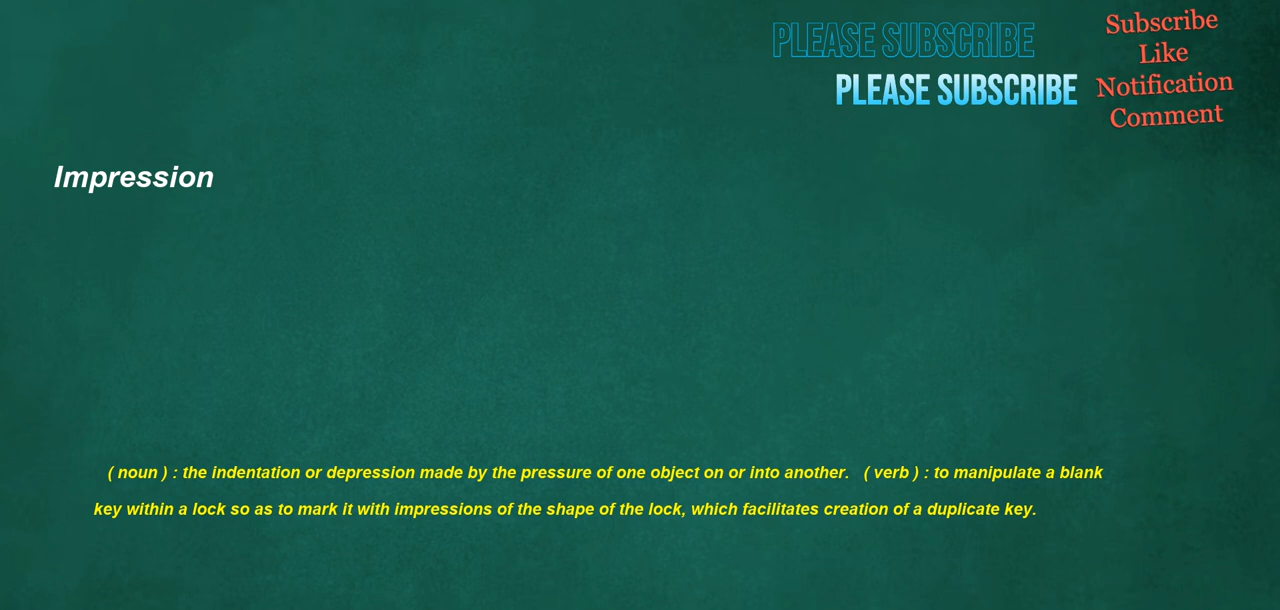 PLEASE SUBSCRIBE
PLEASE SUBSCRIBE
Subscribe
Like
Notification
Comment
Impression
( noun ) : the indentation or depression made by the pressure of one object on or into another. ( verb ) : to manipulate a blank
key within a lock so as to mark it with impressions of the shape of the lock, which facilitates creation of a duplicate key.